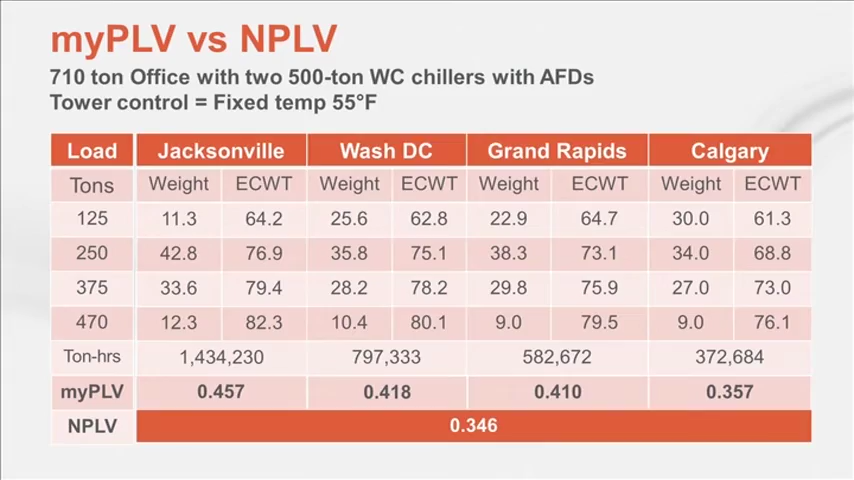 myPLV vs NPLV
710 ton Office with two 500-ton WC chillers with AFDs
Tower control = Fixed temp 55°F
Load Jacksonville Wash DC Grand Rapids Calgary
Tons Weight ECWT Weight ECWT Weight ECWT Weight ECWT
125 11.3 64.2 25.6 62.8 22.9 64.7 30.0 61.3
250 42.8 76.9 35.8 75.1 38.3 73.1 34.0 68.8
375 33.6 79.4 28.2 78.2 29.8 75.9 27.0 73.0
470 12.3 82.3 10.4 80.1 9.0 79.5 9.0 76.1
Ton-hrs 1,434,230 797,333 582,672 372,684
myPLV 0.457 0.418 0.410 0.357
NPLV 0.346